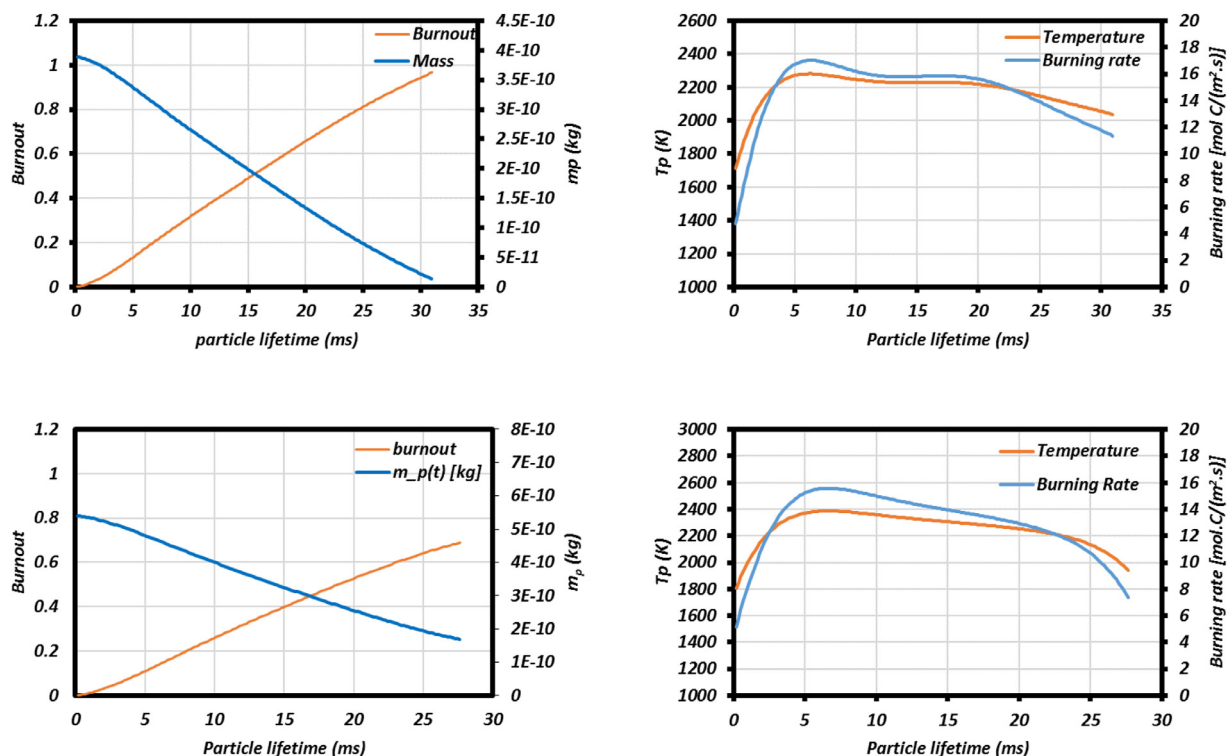 1.2
1
0.8
0.6
0.4
0.2
0
Burnout
4.5E-10
4E-10
3.5E-10
3E-10
2.5E-10
2E-10
1.5E-10
1E-10
5E-11
0
mp (kg)
Burnout
Mass
0 5 10 15 20 25 30 35
particle lifetime (ms)
2600
2400
2200
2000
1800
1600
1400
1200
1000
Tp (K)
20
18
16
14
12
10
8
6
4
2
0
Burning rate [mol C/(m².s)]
Temperature
Burning rate
0 5 10 15 20 25 30 35
Particle lifetime (ms)
1.2
1
0.8
0.6
0.4
0.2
0
Burnout
8E-10
7E-10
6E-10
5E-10
4E-10
3E-10
2E-10
1E-10
0
mₚ (kg)
burnout
m_p(t) [kg]
0 5 10 15 20 25 30
Particle lifetime (ms)
3000
2800
2600
2400
2200
2000
1800
1600
1400
1200
1000
Tp (K)
20
18
16
14
12
10
8
6
4
2
0
Burning rate [mol.C/(m².s)]
Temperature
Burning Rate
0 5 10 15 20 25 30
Particle lifetime (ms)